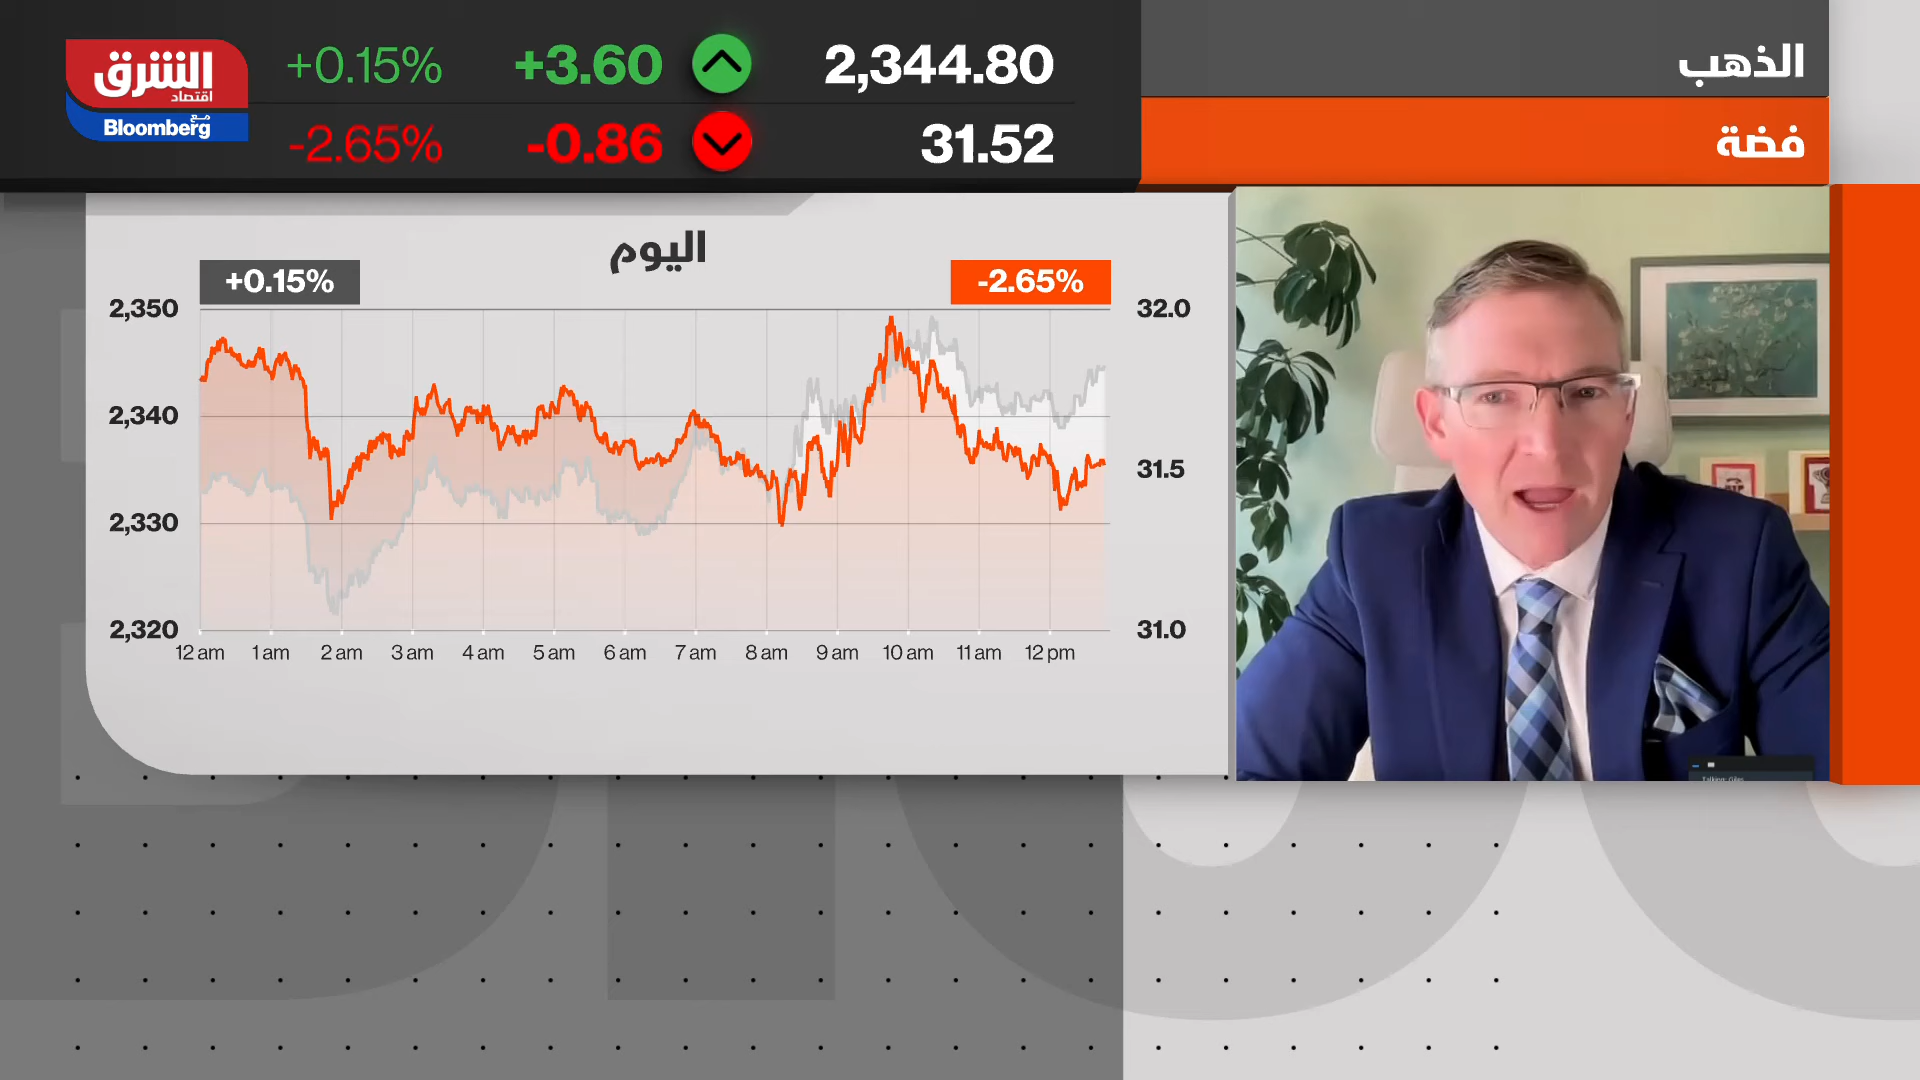 الذهب
2,344.80
+3.60
+0.15%
فضة
31.52
-0.86
-2.65%
الشرق
اقتصاد
مع
Bloomberg
اليوم
+0.15%
-2.65%
2,350
2,340
2,330
2,320
32.0
31.5
31.0
12 am 1 am 2 am 3 am 4 am 5 am 6 am 7 am 8 am 9 am 10 am 11 am 12 pm